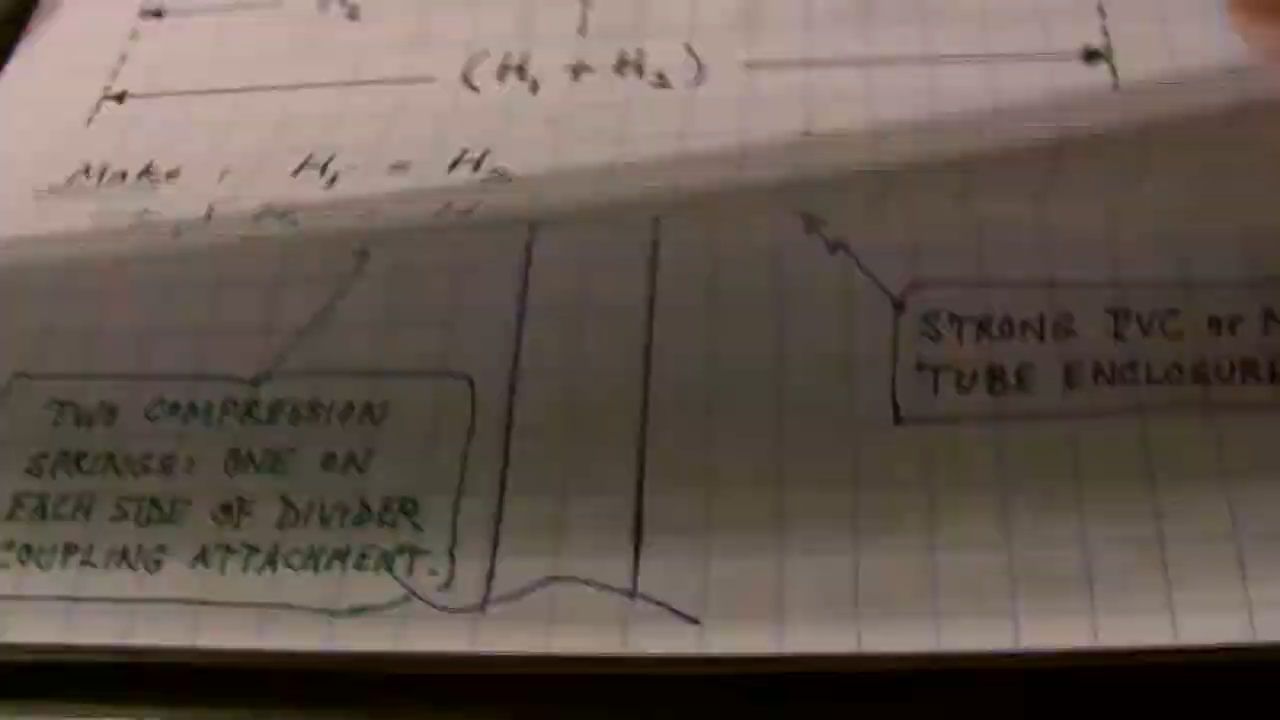 (H₁ + H₂)
Make: H₁ = H₂
TWO COMPRESSION
SPRINGS: ONE ON
EACH SIDE OF DIVIDER
COUPLING ATTACHMENT.
STRONG PVC or
TUBE ENCLOSURE